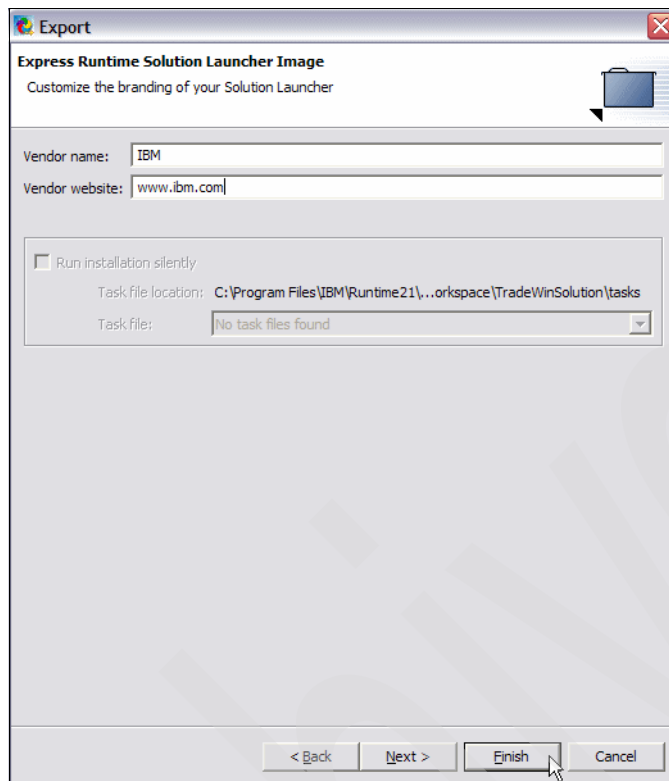 Export
Express Runtime Solution Launcher Image
Customize the branding of your Solution Launcher
Vendor name: IBM
Vendor website: www.ibm.com
Run installation silently
Task file location: C:\Program Files\IBM\Runtime21\...orkspace\TradeWinSolution\tasks
Task file: No task files found
< Back Next > Finish Cancel